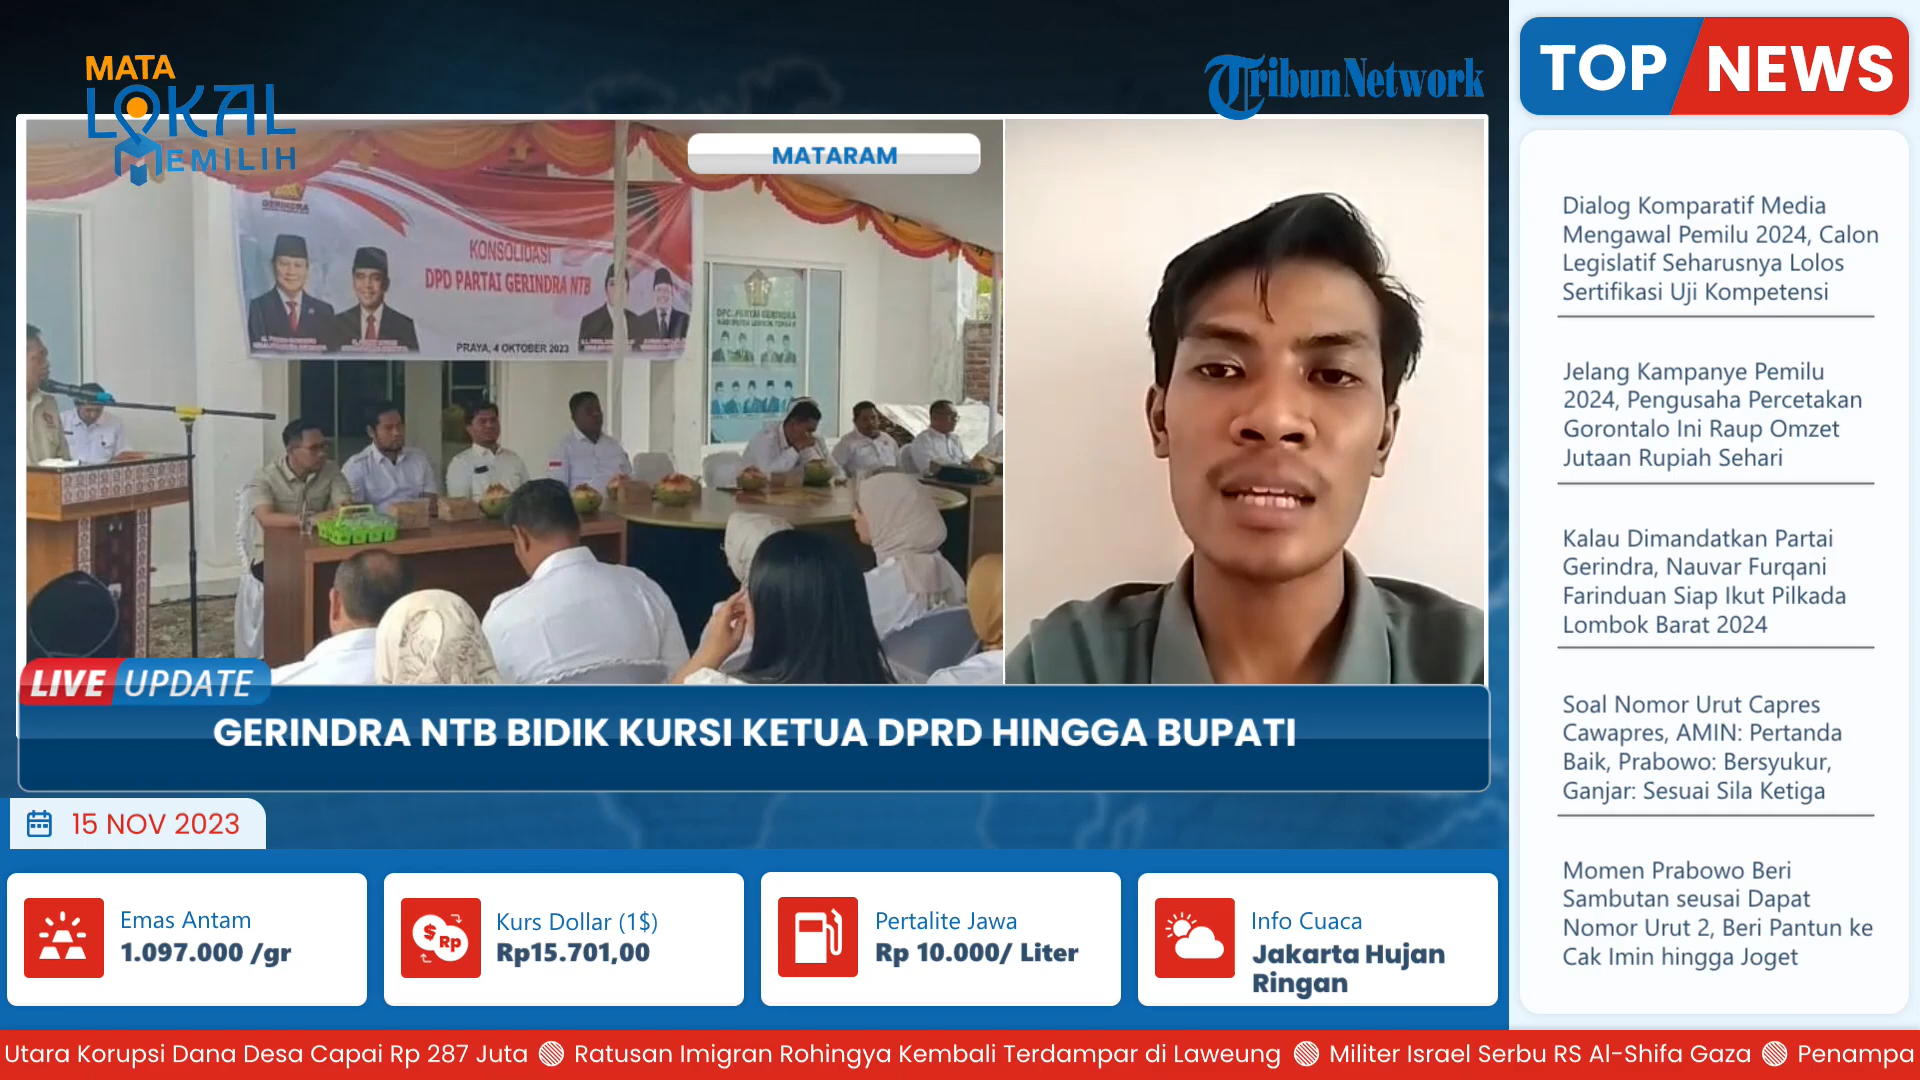 MATA
LOKAL
MEMILIH
TribunNetwork
MATARAM
GERINDRA
KONSOLIDASI
DPD PARTAI GERINDRA NTB
PRAYA, 4 OKTOBER 2023
DPC. PARTAI GERINDRA
LIVE UPDATE
GERINDRA NTB BIDIK KURSI KETUA DPRD HINGGA BUPATI
15 NOV 2023
Emas Antam
1.097.000 /gr
$ Rp
Kurs Dollar (1$)
Rp15.701,00
Pertalite Jawa
Rp 10.000/ Liter
Info Cuaca
Jakarta Hujan
Ringan
TOP NEWS
Dialog Komparatif Media
Mengawal Pemilu 2024, Calon
Legislatif Seharusnya Lolos
Sertifikasi Uji Kompetensi
Jelang Kampanye Pemilu
2024, Pengusaha Percetakan
Gorontalo Ini Raup Omzet
Jutaan Rupiah Sehari
Kalau Dimandatkan Partai
Gerindra, Nauvar Furqani
Farinduan Siap Ikut Pilkada
Lombok Barat 2024
Soal Nomor Urut Capres
Cawapres, AMIN: Pertanda
Baik, Prabowo: Bersyukur,
Ganjar: Sesuai Sila Ketiga
Momen Prabowo Beri
Sambutan seusai Dapat
Nomor Urut 2, Beri Pantun ke
Cak Imin hingga Joget
Utara Korupsi Dana Desa Capai Rp 287 Juta Ratusan Imigran Rohingya Kembali Terdampar di Laweung Militer Israel Serbu RS Al-Shifa Gaza Penampa